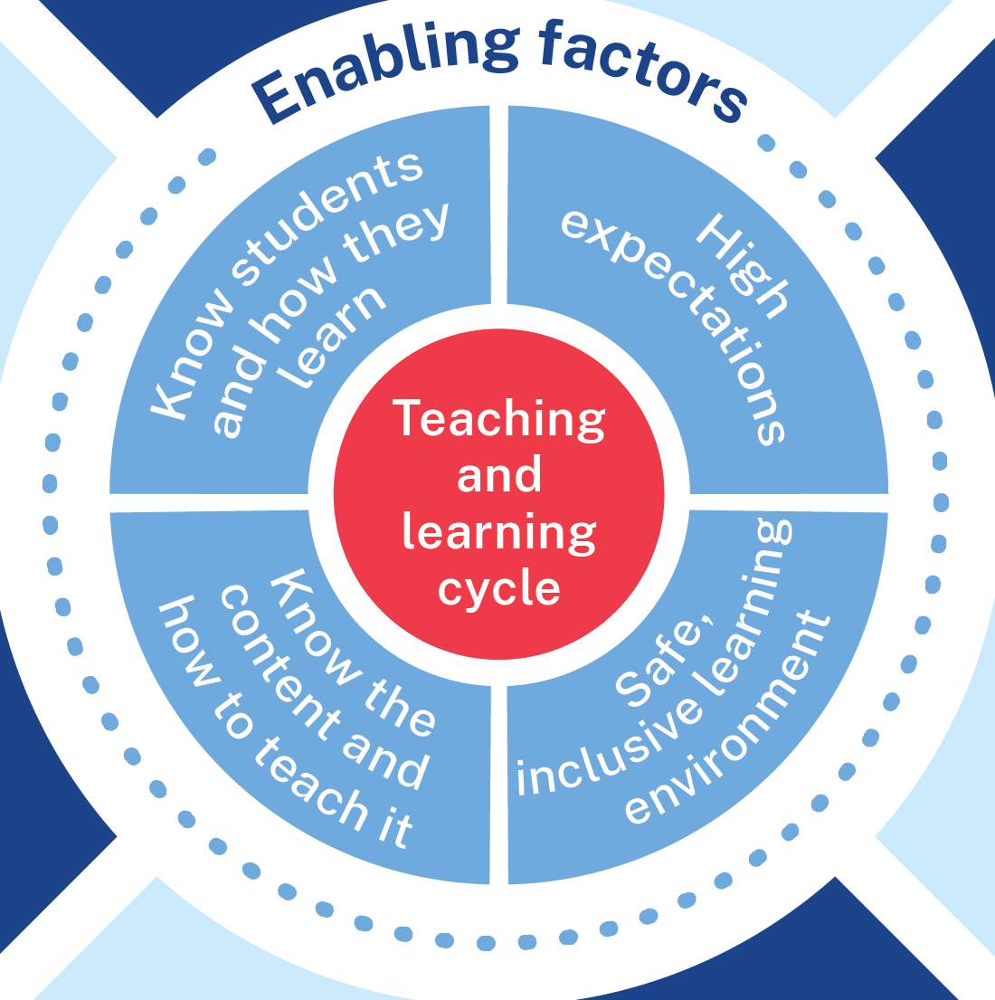 Enabling factors
Know students
and how they
learn
High
expectations
Teaching
and
learning
cycle
Know the
content and
how to teach it
Safe,
inclusive learning
environment